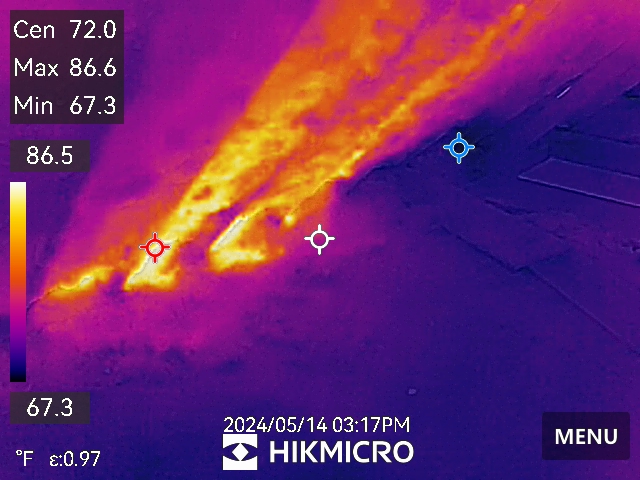 Cen 72.0
Max 86.6
Min 67.3
86.5
67.3
2024/05/14 03:17PM
HIKMICRO
°F ε:0.97
MENU